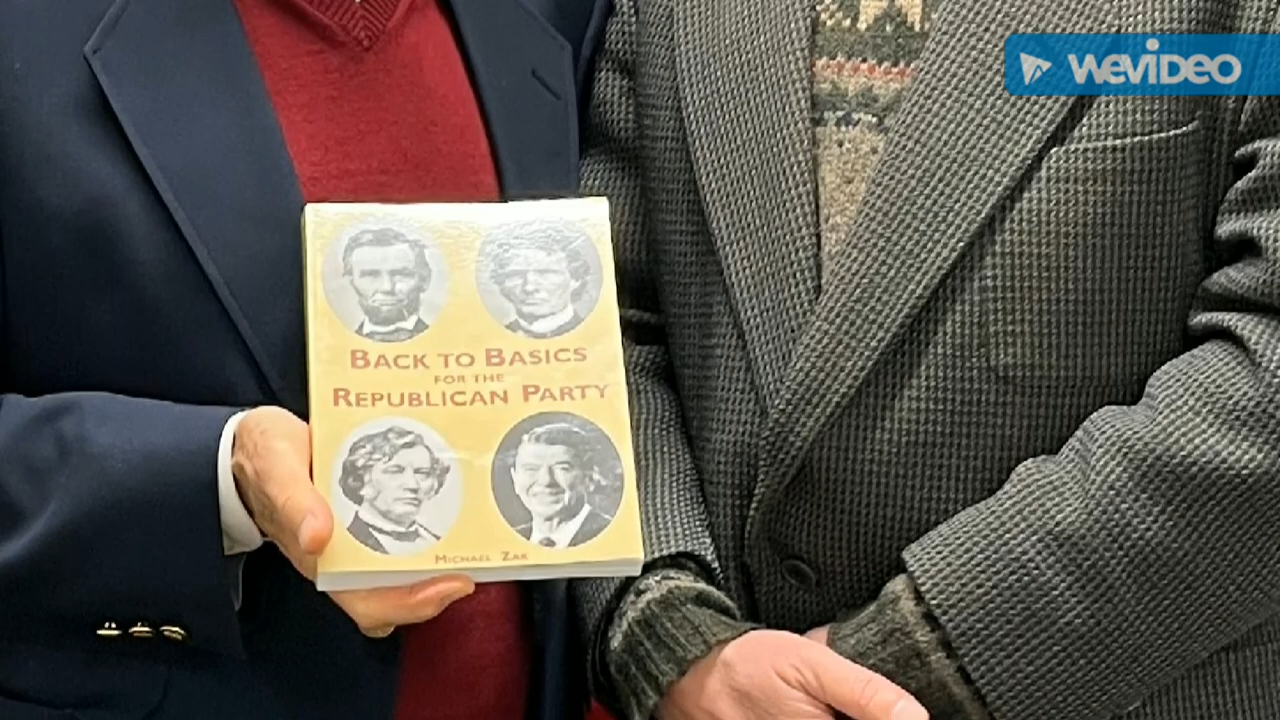 WEVIDEO
BACK TO BASICS
FOR THE
REPUBLICAN PARTY
MICHAEL ZAK